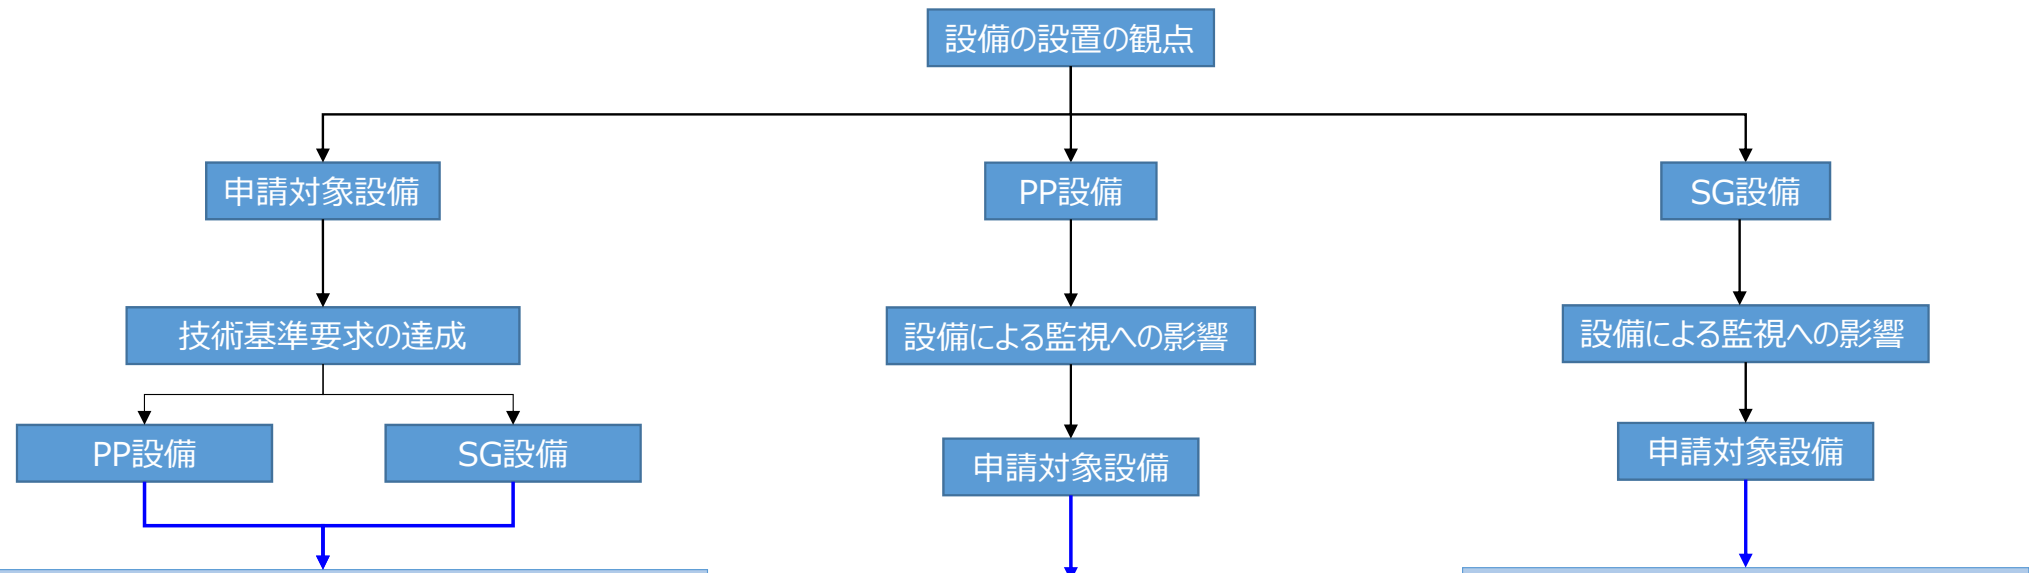 設備の設置の観点
申請対象設備
PP設備
SG設備
技術基準要求の達成
設備による監視への影響
設備による監視への影響
PP設備
SG設備
申請対象設備
申請対象設備